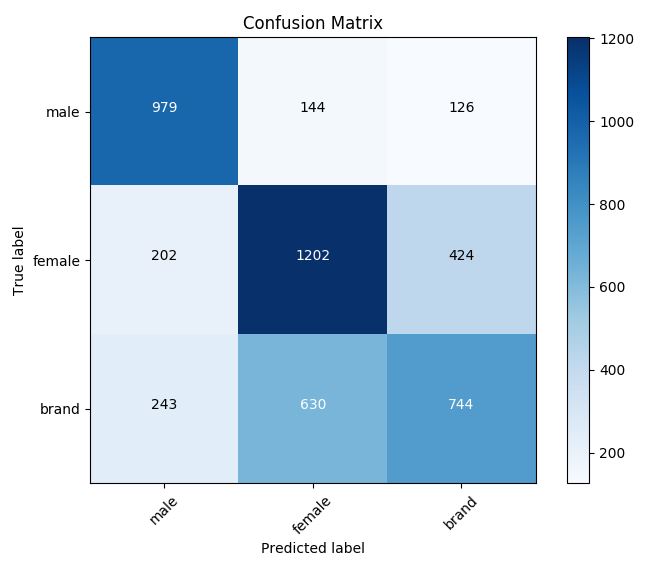 Confusion Matrix
1200
male 979 144 126
1000
800
female 202 1202 424
600
400
brand 243 630 744
200
male female brand
True label
Predicted label